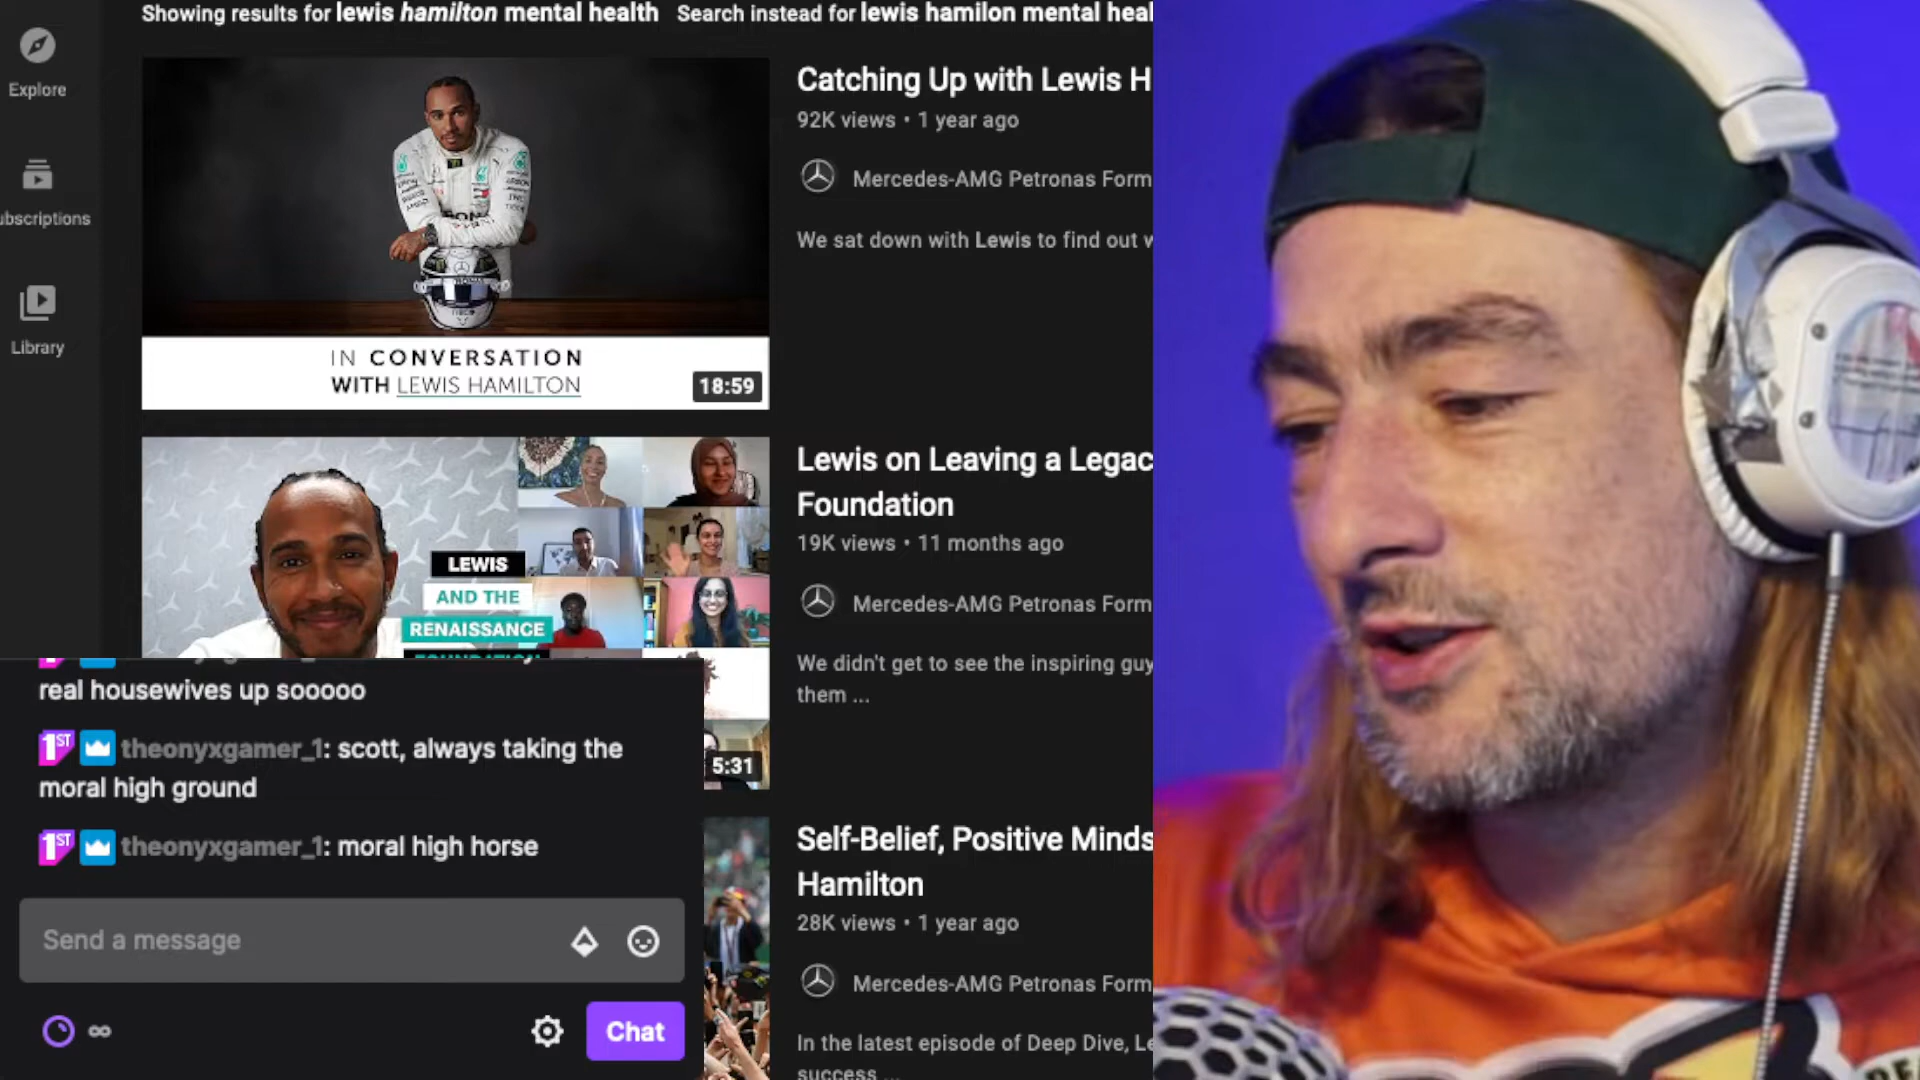 Showing results for lewis hamilton mental health Search instead for lewis hamilon mental heal
Explore
ubscriptions
Library
IN CONVERSATION
WITH LEWIS HAMILTON
18:59
Catching Up with Lewis H
92K views • 1 year ago
Mercedes-AMG Petronas Form
We sat down with Lewis to find out w
LEWIS
AND THE
RENAISSANCE
FOUNDATION
5:31
Lewis on Leaving a Legac
Foundation
19K views • 11 months ago
Mercedes-AMG Petronas Form
We didn't get to see the inspiring guy
them ...
Self-Belief, Positive Minds
Hamilton
28K views • 1 year ago
Mercedes-AMG Petronas Form
In the latest episode of Deep Dive, Le
success ...
real housewives up sooooo
1ST theonyxgamer_1: scott, always taking the
moral high ground
1ST theonyxgamer_1: moral high horse
Send a message
Chat